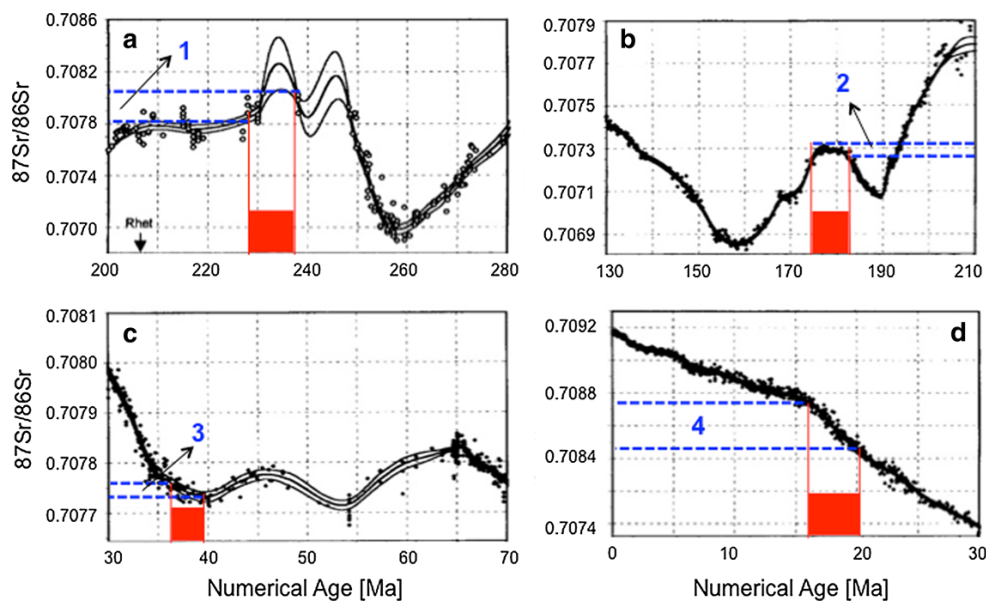 0.7086
0.7082
0.7078
0.7074
0.7070
87Sr/86Sr
a
1
Rhet
200 220 240 260 280
0.7079
0.7077
0.7075
0.7073
0.7071
0.7069
b
2
130 150 170 190 210
0.7081
0.7080
0.7079
0.7078
0.7077
87Sr/86Sr
c
3
30 40 50 60 70
Numerical Age [Ma]
0.7092
0.7088
0.7084
0.7074
d
4
0 10 20 30
Numerical Age [Ma]